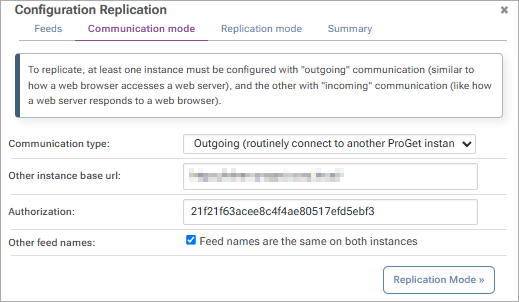 Configuration Replication
×
Feeds
Communication mode
Replication mode
Summary
To replicate, at least one instance must be configured with "outgoing" communication (similar to
how a web browser accesses a web server), and the other with "incoming" communication (like how
a web server responds to a web browser).
Communication type:
Outgoing (routinely connect to another ProGet instan
Other instance base url:
Authorization:
21f21f63acee8c4f4ae80517efd5ebf3
Other feed names:
Feed names are the same on both instances
Replication Mode »